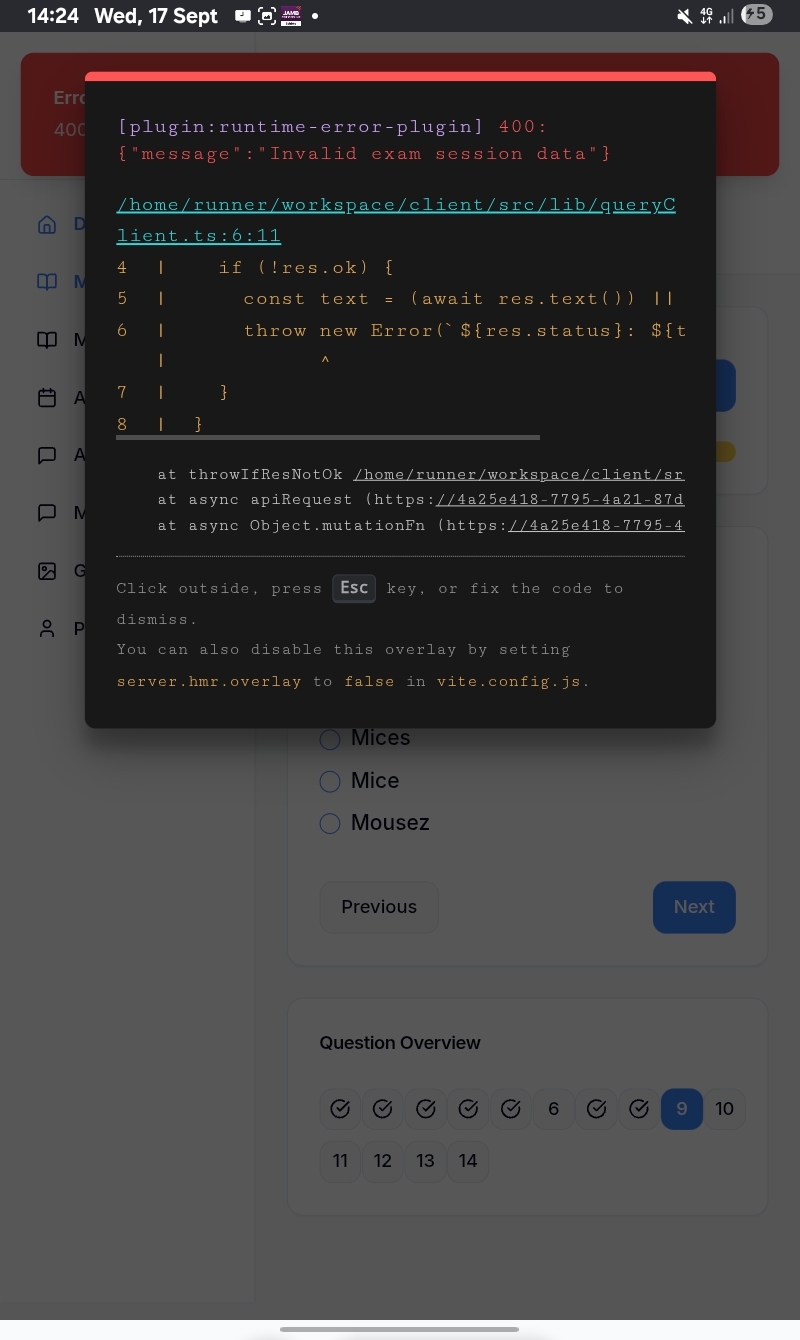 14:24 Wed, 17 Sept
4G
5
JAMB
Erro
400
[plugin:runtime-error-plugin] 400:
{"message":"Invalid exam session data"}
/home/runner/workspace/client/src/lib/queryC
lient.ts:6:11
4 | if (!res.ok) {
5 | const text = (await res.text()) ||
6 | throw new Error(`${res.status}: ${t
| ^
7 | }
8 | }
at throwIfResNotOk /home/runner/workspace/client/sr
at async apiRequest (https://4a25e418-7795-4a21-87d
at async Object.mutationFn (https://4a25e418-7795-4
Click outside, press Esc key, or fix the code to
dismiss.
You can also disable this overlay by setting
server.hmr.overlay to false in vite.config.js.
D
M
M
A
A
M
G
P
Mices
Mice
Mousez
Previous
Next
Question Overview
6 9 10
11 12 13 14